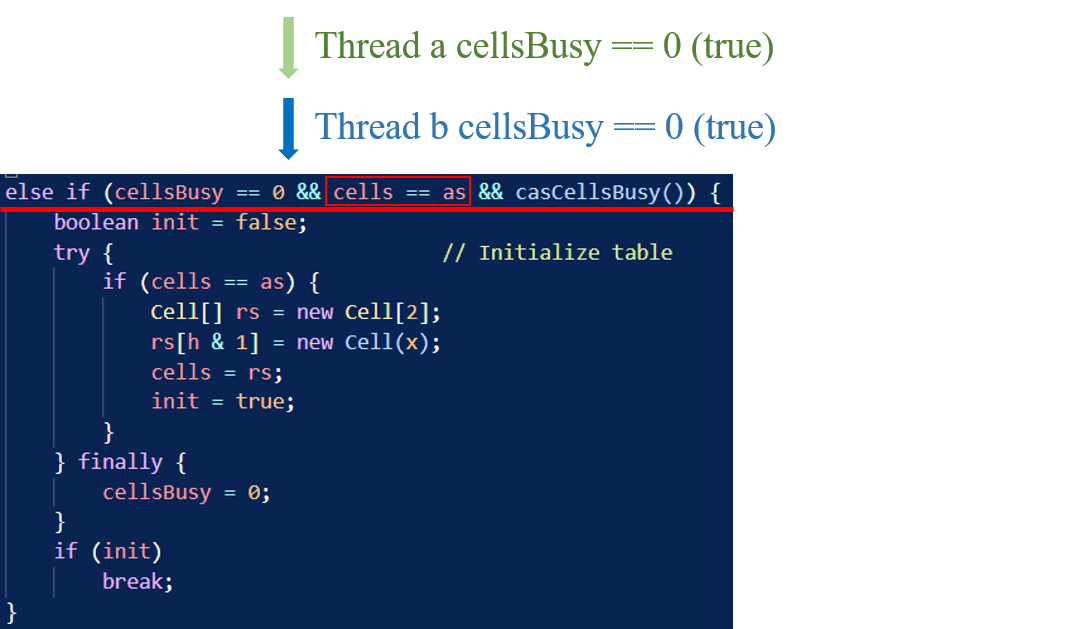 Thread a cellsBusy == 0 (true)
Thread b cellsBusy == 0 (true)
else if (cellsBusy == 0 && cells == as && casCellsBusy()) {
    boolean init = false;
    try {                           // Initialize table
        if (cells == as) {
            Cell[] rs = new Cell[2];
            rs[h & 1] = new Cell(x);
            cells = rs;
            init = true;
        }
    } finally {
        cellsBusy = 0;
    }
    if (init)
        break;
}